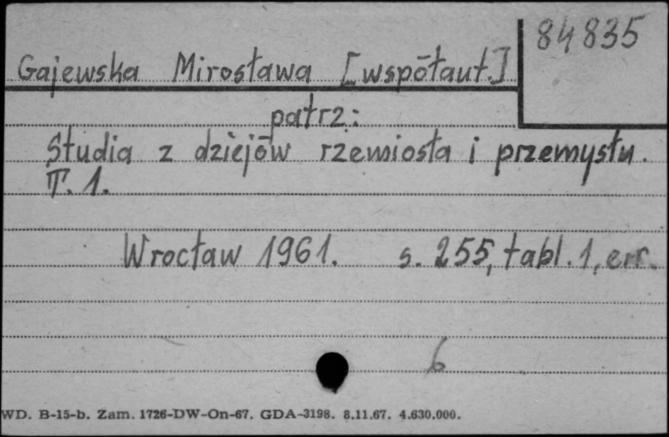 84835
Gajewska Mirosława [współaut.]
patrz:
Studia z dziejów rzemiosła i przemysłu.
T. 1.
Wrocław 1961. s. 255, tabl. 1, err.
6
WD. B-15-b. Zam. 1726-DW-On-67. GDA-3198. 8.11.67. 4.630.000.